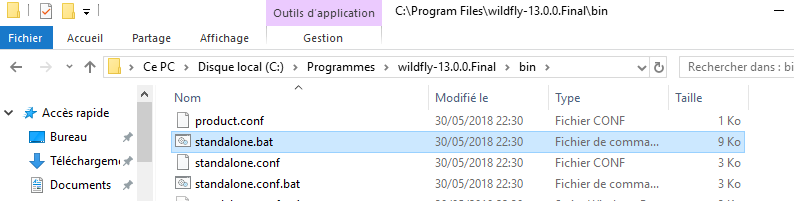 Outils d'application C:\Program Files\wildfly-13.0.0.Final\bin
Fichier Accueil Partage Affichage Gestion
Ce PC > Disque local (C:) > Programmes > wildfly-13.0.0.Final > bin > Rechercher dans : bi
Nom Modifié le Type Taille
Accès rapide
product.conf 30/05/2018 22:30 Fichier CONF 1 Ko
Bureau
standalone.bat 30/05/2018 22:30 Fichier de comma... 9 Ko
Téléchargeme
standalone.conf 30/05/2018 22:30 Fichier CONF 3 Ko
Documents
standalone.conf.bat 30/05/2018 22:30 Fichier de comma... 3 Ko